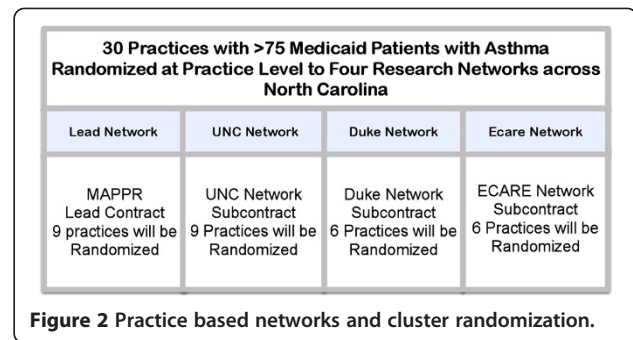 30 Practices with >75 Medicaid Patients with Asthma
Randomized at Practice Level to Four Research Networks across
North Carolina
Lead Network
UNC Network
Duke Network
Ecare Network
MAPPR
Lead Contract
9 practices will be
Randomized
UNC Network
Subcontract
9 Practices will be
Randomized
Duke Network
Subcontract
6 Practices will be
Randomized
ECARE Network
Subcontract
6 Practices will be
Randomized
Figure 2 Practice based networks and cluster randomization.